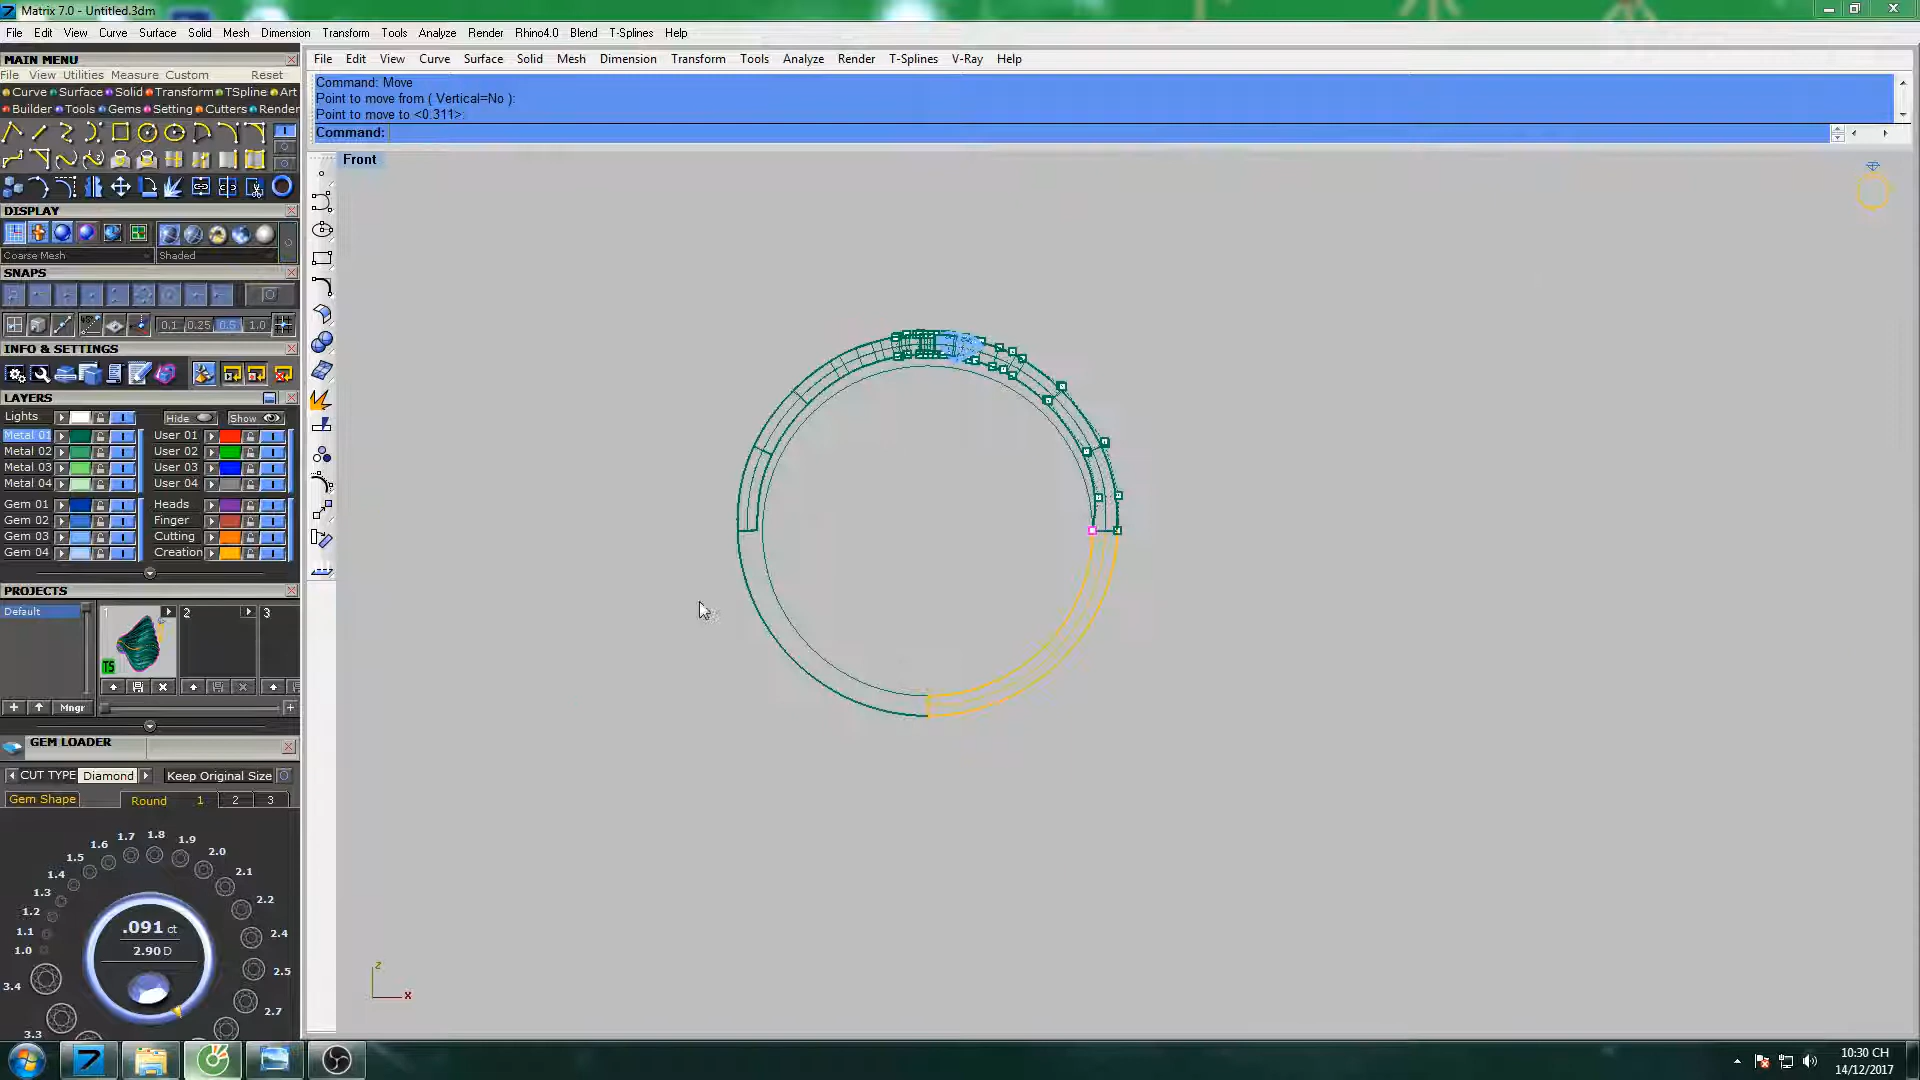 Matrix 7.0 - Untitled.3dm
File Edit View Curve Surface Solid Mesh Dimension Transform Tools Analyze Render Rhino4.0 Blend T-Splines Help
MAIN MENU
File View Utilities Measure Custom Reset
Curve Surface Solid Transform TSpline Art
Builder Tools Gems Setting Cutters Render
DISPLAY
Coarse Mesh Shaded
SNAPS
0.1 0.25 0.5 1.0
INFO & SETTINGS
LAYERS
Lights Hide Show
Metal 01 User 01
Metal 02 User 02
Metal 03 User 03
Metal 04 User 04
Gem 01 Heads
Gem 02 Finger
Gem 03 Cutting
Gem 04 Creation
PROJECTS
Default 1 2 3
TS
Mngr
GEM LOADER
CUT TYPE Diamond Keep Original Size
Gem Shape Round 1 2 3
1.7 1.8 1.9
1.6 2.0
1.5 2.1
1.4
1.3 2.2
1.2
1.1 2.4
1.0
.091 ct
2.90 D
2.5
3.4 2.7
3.3
File Edit View Curve Surface Solid Mesh Dimension Transform Tools Analyze Render T-Splines V-Ray Help
Command: Move
Point to move from ( Vertical=No ):
Point to move to <0.311>:
Command:
Front
z
x
10:30 CH
14/12/2017